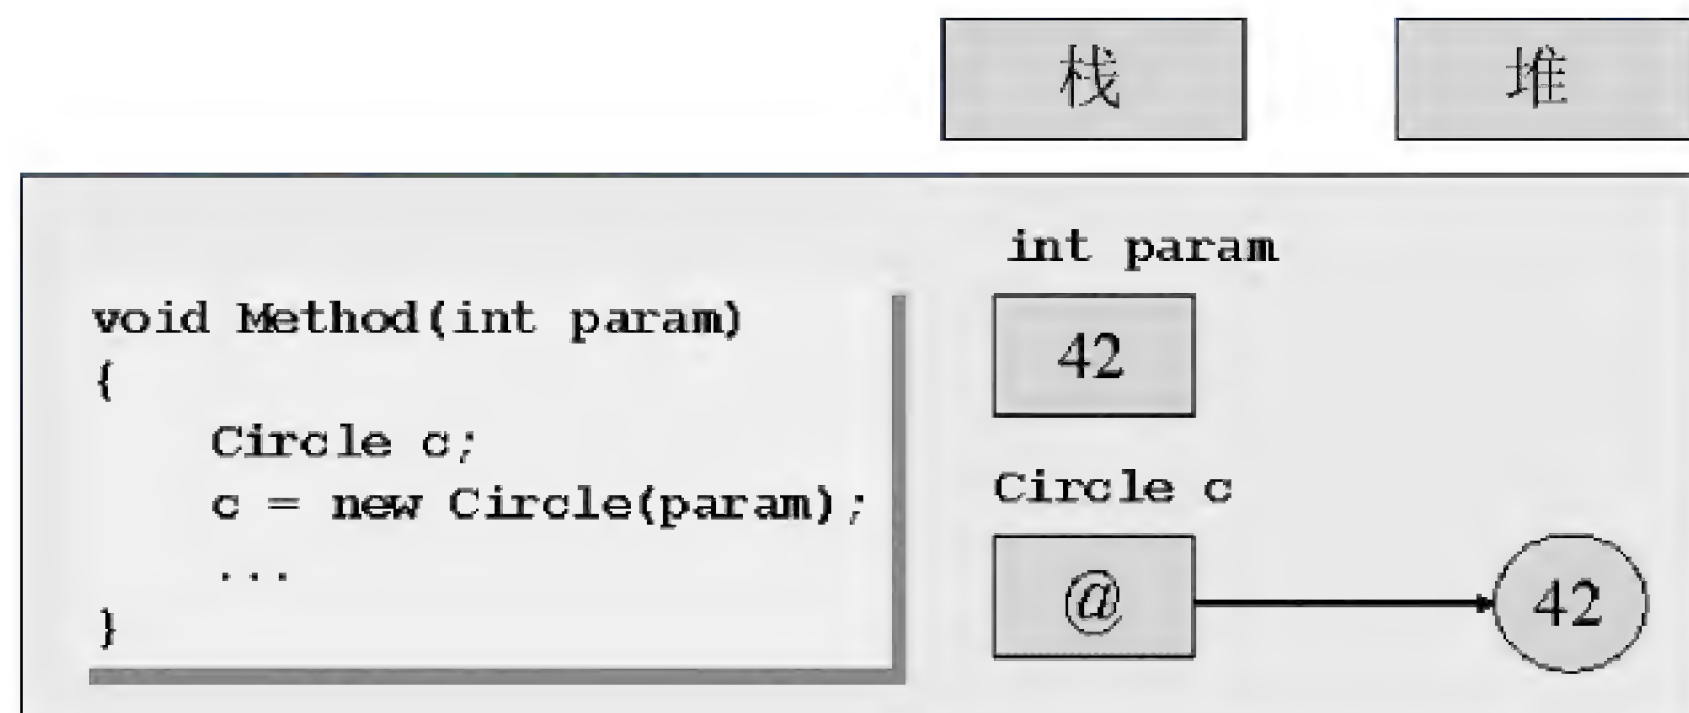 栈
堆
void Method(int param)
{
Circle c;
c = new Circle(param);
...
}
int param
42
Circle c
@
42